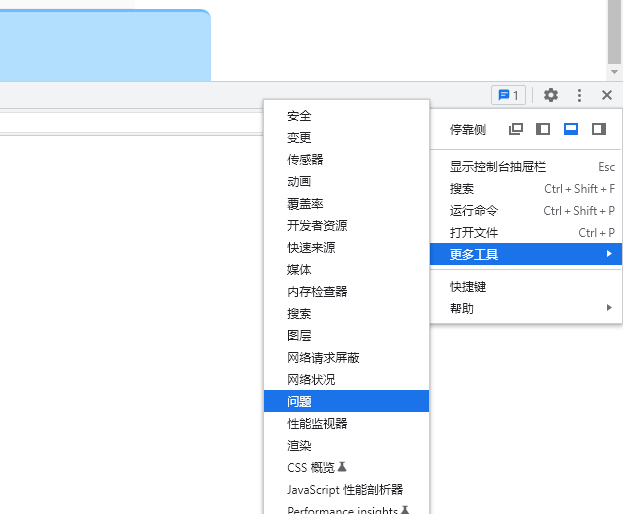 1
停靠侧
显示控制台抽屉栏 Esc
搜索 Ctrl + Shift + F
运行命令 Ctrl + Shift + P
打开文件 Ctrl + P
更多工具
快捷键
帮助
安全
变更
传感器
动画
覆盖率
开发者资源
快速来源
媒体
内存检查器
搜索
图层
网络请求屏蔽
网络状况
问题
性能监视器
渲染
CSS 概览
JavaScript 性能剖析器
Performance insights